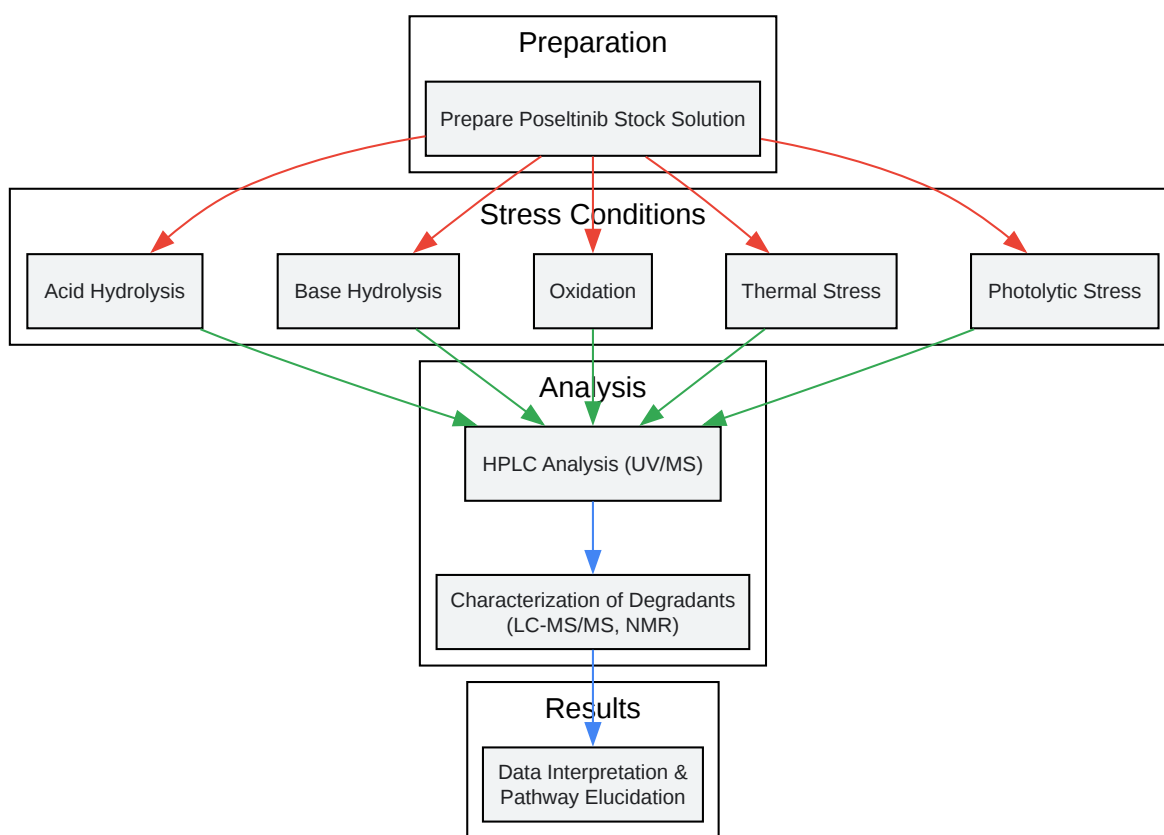 Preparation
Prepare Poseltinib Stock Solution
Stress Conditions
Acid Hydrolysis
Base Hydrolysis
Oxidation
Thermal Stress
Photolytic Stress
Analysis
HPLC Analysis (UV/MS)
Characterization of Degradants
(LC-MS/MS, NMR)
Results
Data Interpretation &
Pathway Elucidation